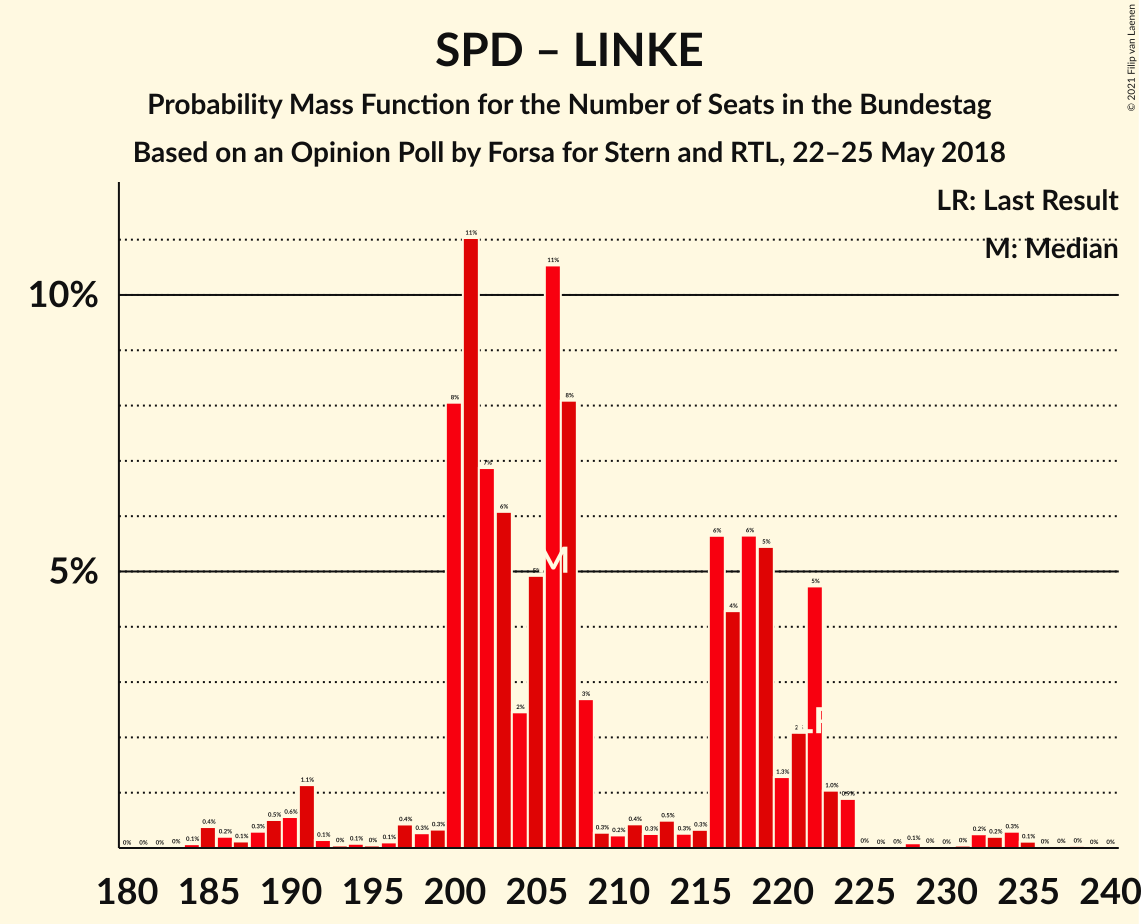 SPD – LINKE
Probability Mass Function for the Number of Seats in the Bundestag
Based on an Opinion Poll by Forsa for Stern and RTL, 22–25 May 2018
© 2021 Filip van Laenen
LR: Last Result
M: Median
10%
5%
0% 0% 0% 0% 0.1% 0.4% 0.2% 0.1% 0.3% 0.5% 0.6% 1.1% 0.1% 0% 0.1% 0% 0.1% 0.4% 0.3% 0.3% 8% 11% 7% 6% 2% 5% 11% 8% 3% 0.3% 0.2% 0.4% 0.3% 0.5% 0.3% 0.3% 6% 4% 6% 5% 1.3% 5% 1.0% 0.9% 0% 0% 0% 0.1% 0% 0% 0% 0.2% 0.2% 0.3% 0.1% 0% 0% 0% 0% 0%
M
180 185 190 195 200 205 210 215 220 225 230 235 240